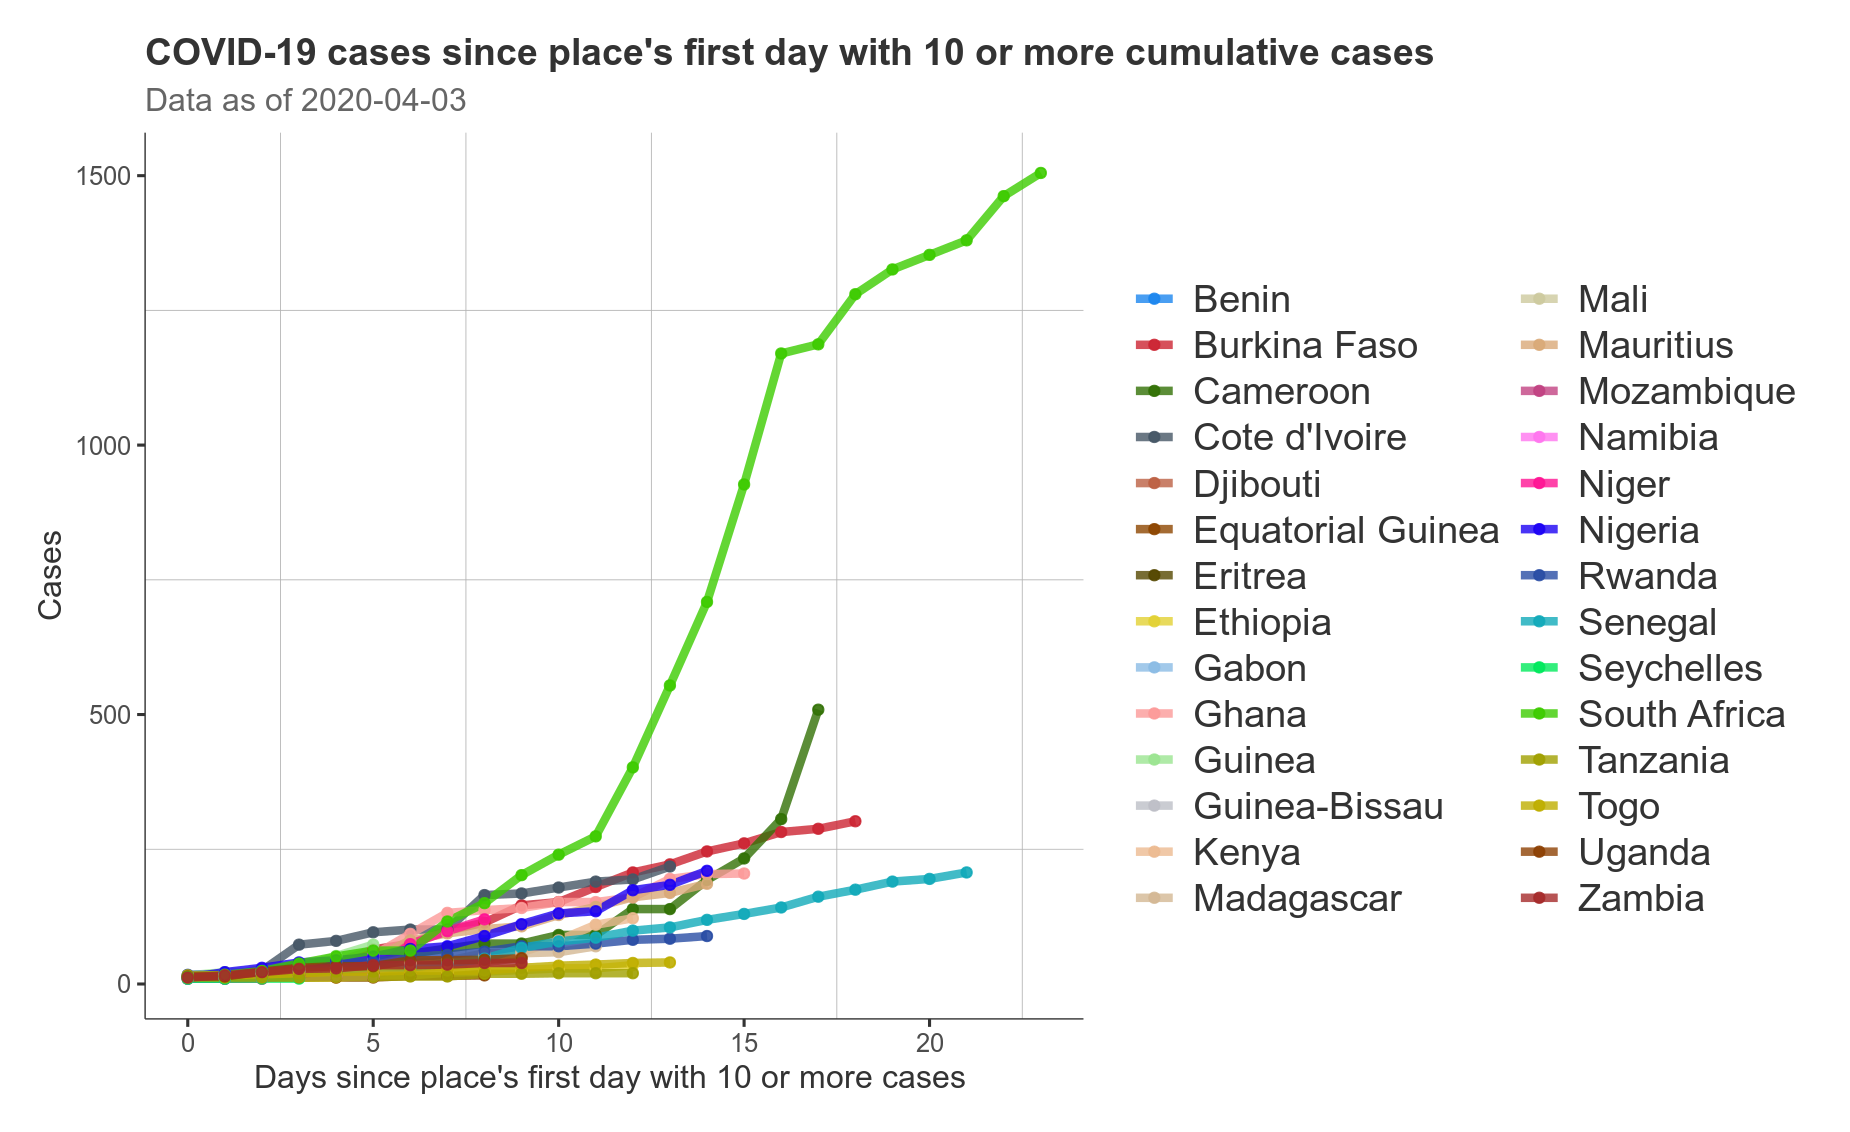 COVID-19 cases since place's first day with 10 or more cumulative cases
Data as of 2020-04-03
1500
1000
500
0
Cases
0 5 10 15 20
Days since place's first day with 10 or more cases
Benin
Burkina Faso
Cameroon
Cote d'Ivoire
Djibouti
Equatorial Guinea
Eritrea
Ethiopia
Gabon
Ghana
Guinea
Guinea-Bissau
Kenya
Madagascar
Mali
Mauritius
Mozambique
Namibia
Niger
Nigeria
Rwanda
Senegal
Seychelles
South Africa
Tanzania
Togo
Uganda
Zambia